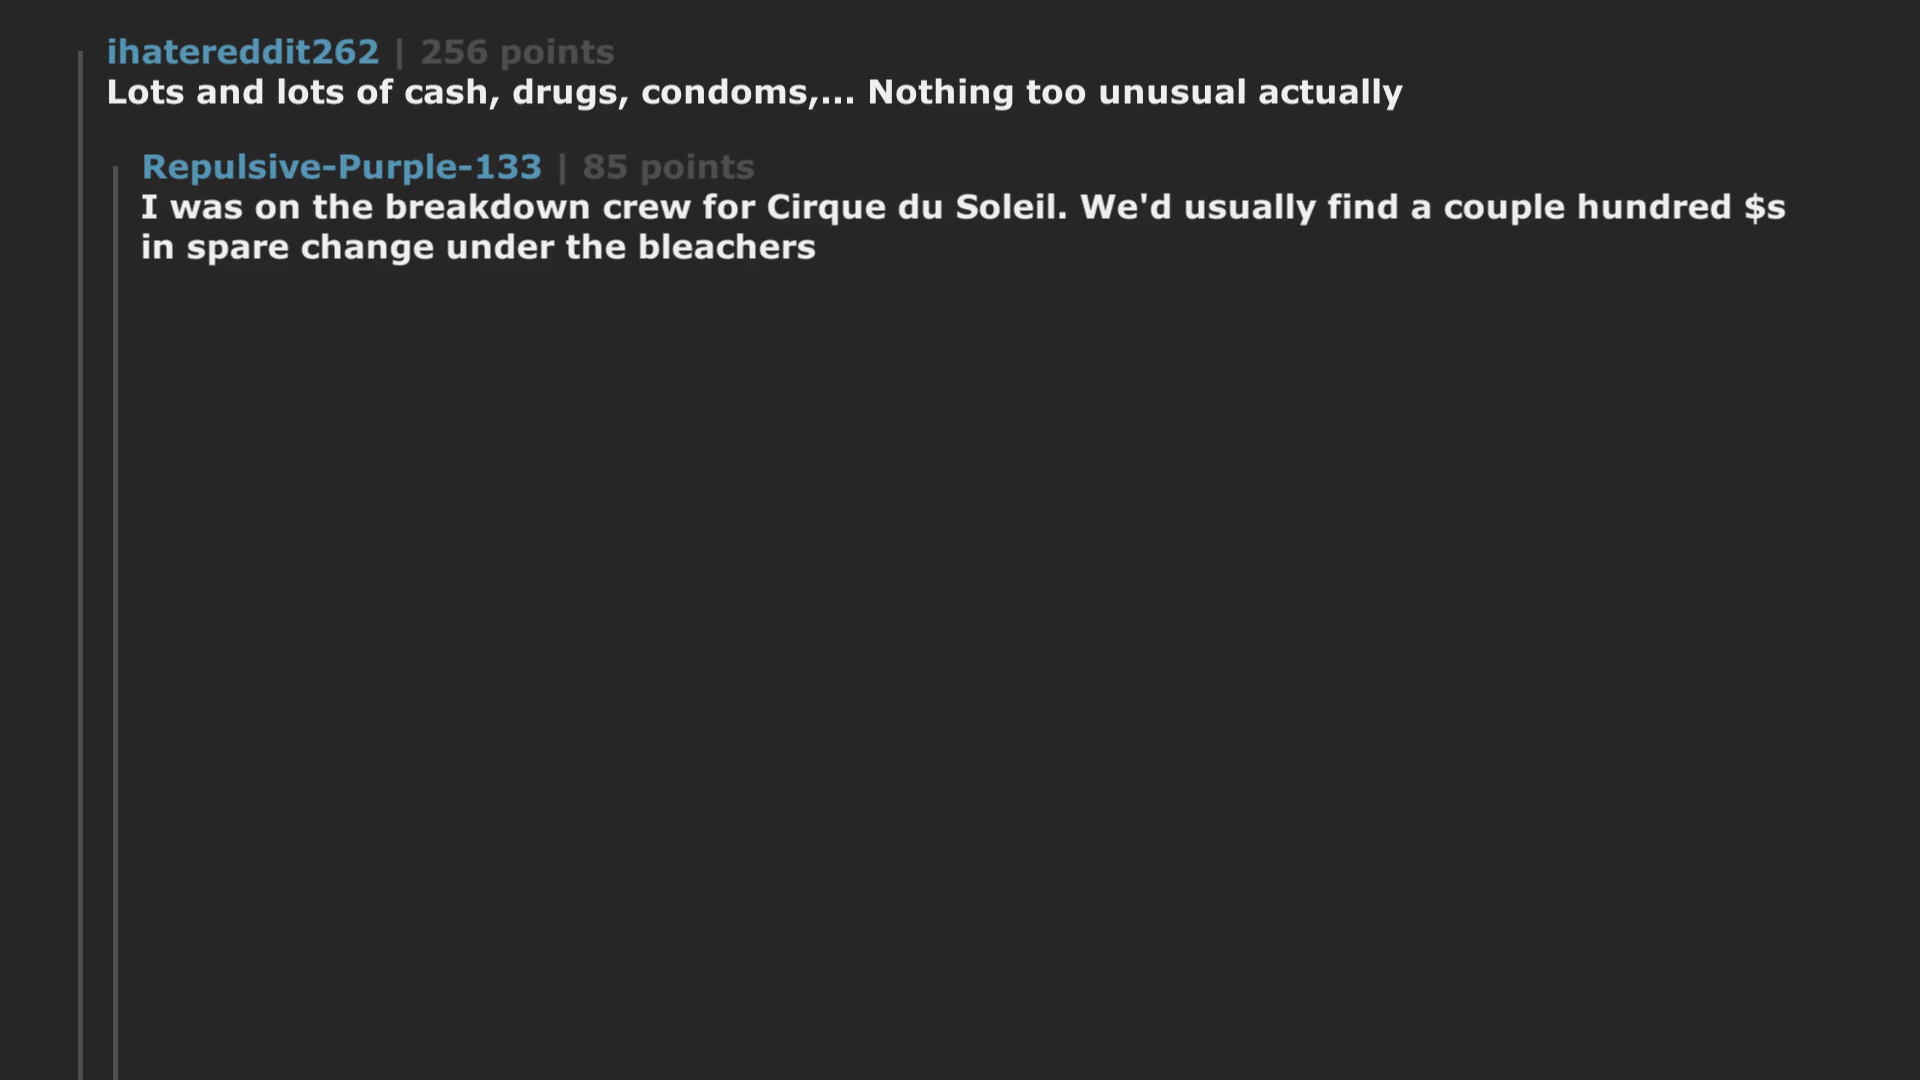 ihatereddit262 | 256 points
Lots and lots of cash, drugs, condoms,... Nothing too unusual actually
Repulsive-Purple-133 | 85 points
I was on the breakdown crew for Cirque du Soleil. We'd usually find a couple hundred $s
in spare change under the bleachers